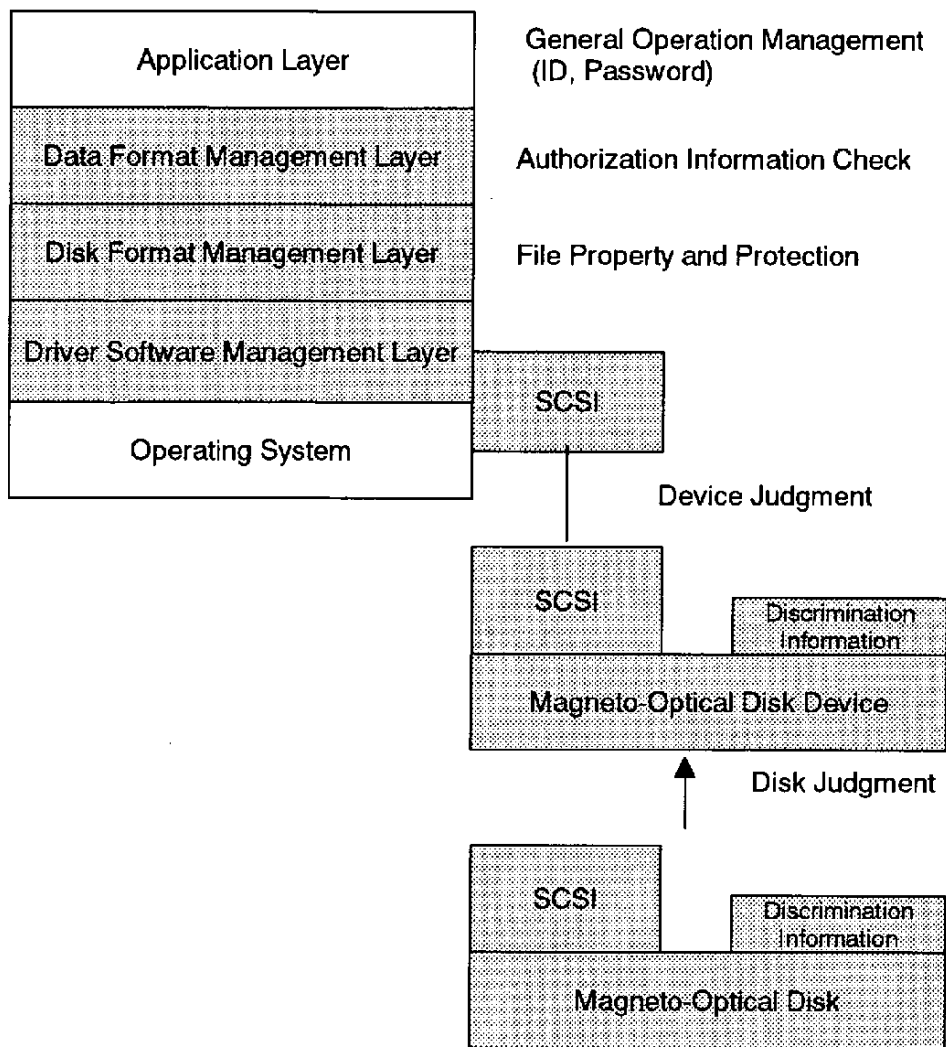 Application Layer
General Operation Management
(ID, Password)
Data Format Management Layer
Authorization Information Check
Disk Format Management Layer
File Property and Protection
Driver Software Management Layer
SCSI
Operating System
Device Judgment
SCSI
Discrimination
Information
Magneto-Optical Disk Device
Disk Judgment
SCSI
Discrimination
Information
Magneto-Optical Disk